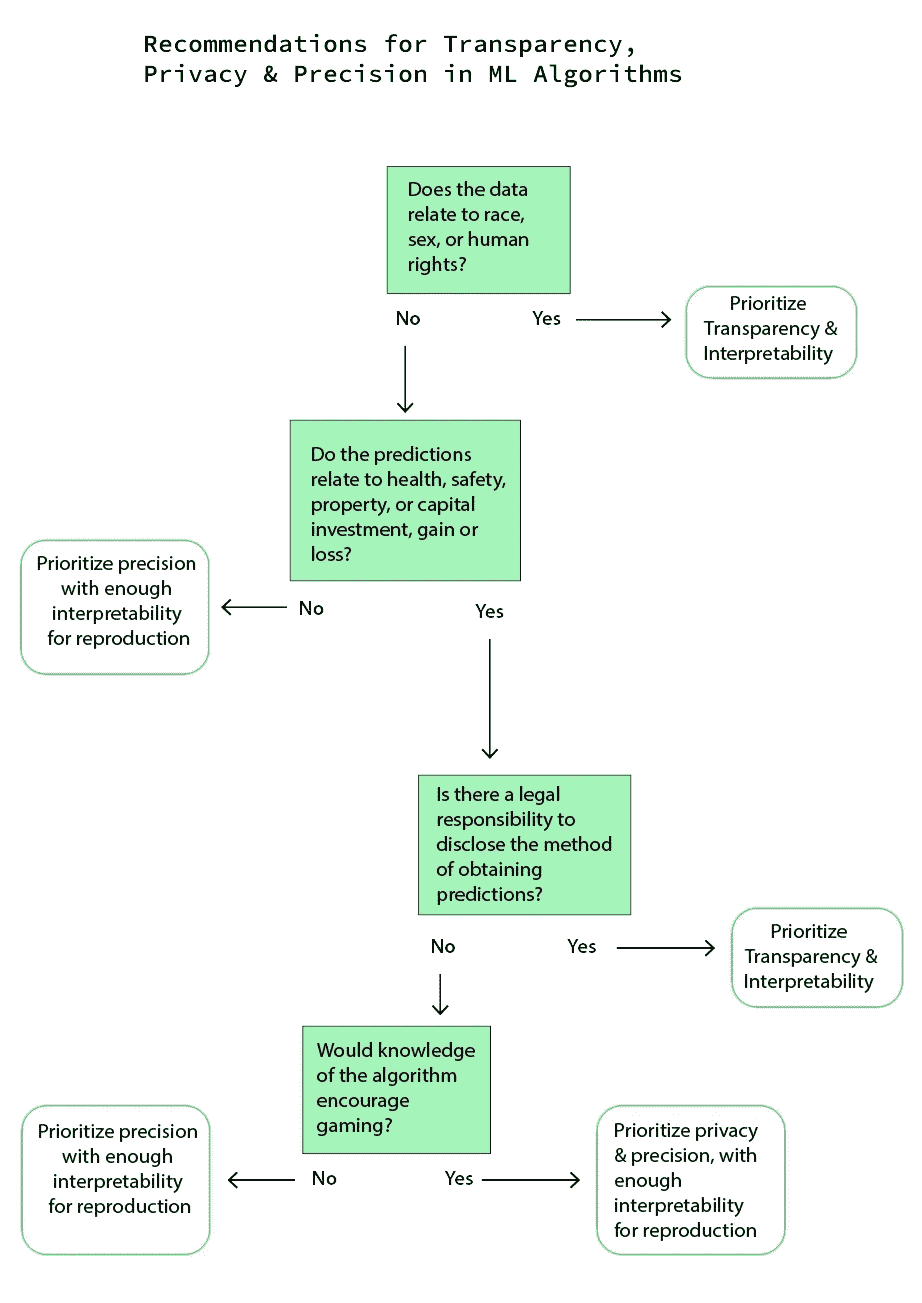 Recommendations for Transparency,
Privacy & Precision in ML Algorithms
Does the data
relate to race,
sex, or human
rights?
No
Yes
Prioritize
Transparency &
Interpretability
Do the predictions
relate to health, safety,
property, or capital
investment, gain or
loss?
Prioritize precision
with enough
interpretability
for reproduction
No
Yes
Is there a legal
responsibility to
disclose the method
of obtaining
predictions?
No
Yes
Prioritize
Transparency &
Interpretability
Would knowledge
of the algorithm
encourage
gaming?
Prioritize precision
with enough
interpretability
for reproduction
No
Yes
Prioritize privacy
& precision, with
enough
interpretability
for reproduction